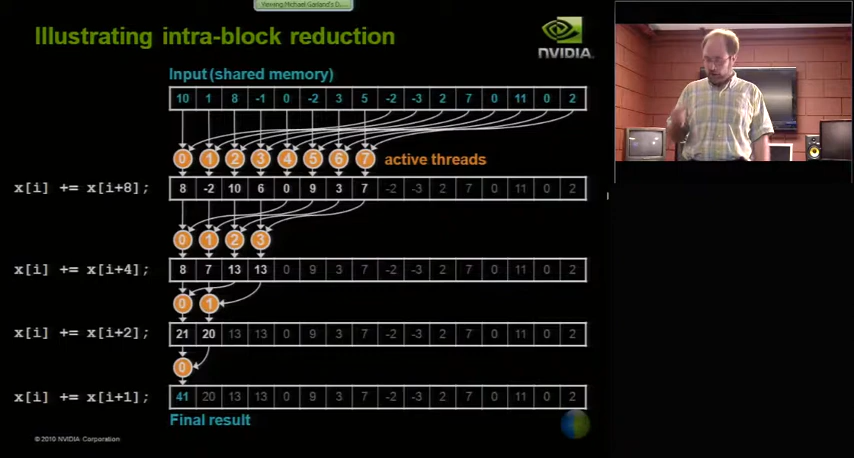 Viewing Michael Garland's D...
Illustrating intra-block reduction
NVIDIA.
Input (shared memory)
10 1 8 -1 0 -2 3 5 -2 -3 2 7 0 11 0 2
0 1 2 3 4 5 6 7 active threads
x[i] += x[i+8]; 8 -2 10 6 0 9 3 7 -2 -3 2 7 0 11 0 2
0 1 2 3
x[i] += x[i+4]; 8 7 13 13 0 9 3 7 -2 -3 2 7 0 11 0 2
0 1
x[i] += x[i+2]; 21 20 13 13 0 9 3 7 -2 -3 2 7 0 11 0 2
0
x[i] += x[i+1]; 41 20 13 13 0 9 3 7 -2 -3 2 7 0 11 0 2
Final result
© 2010 NVIDIA Corporation